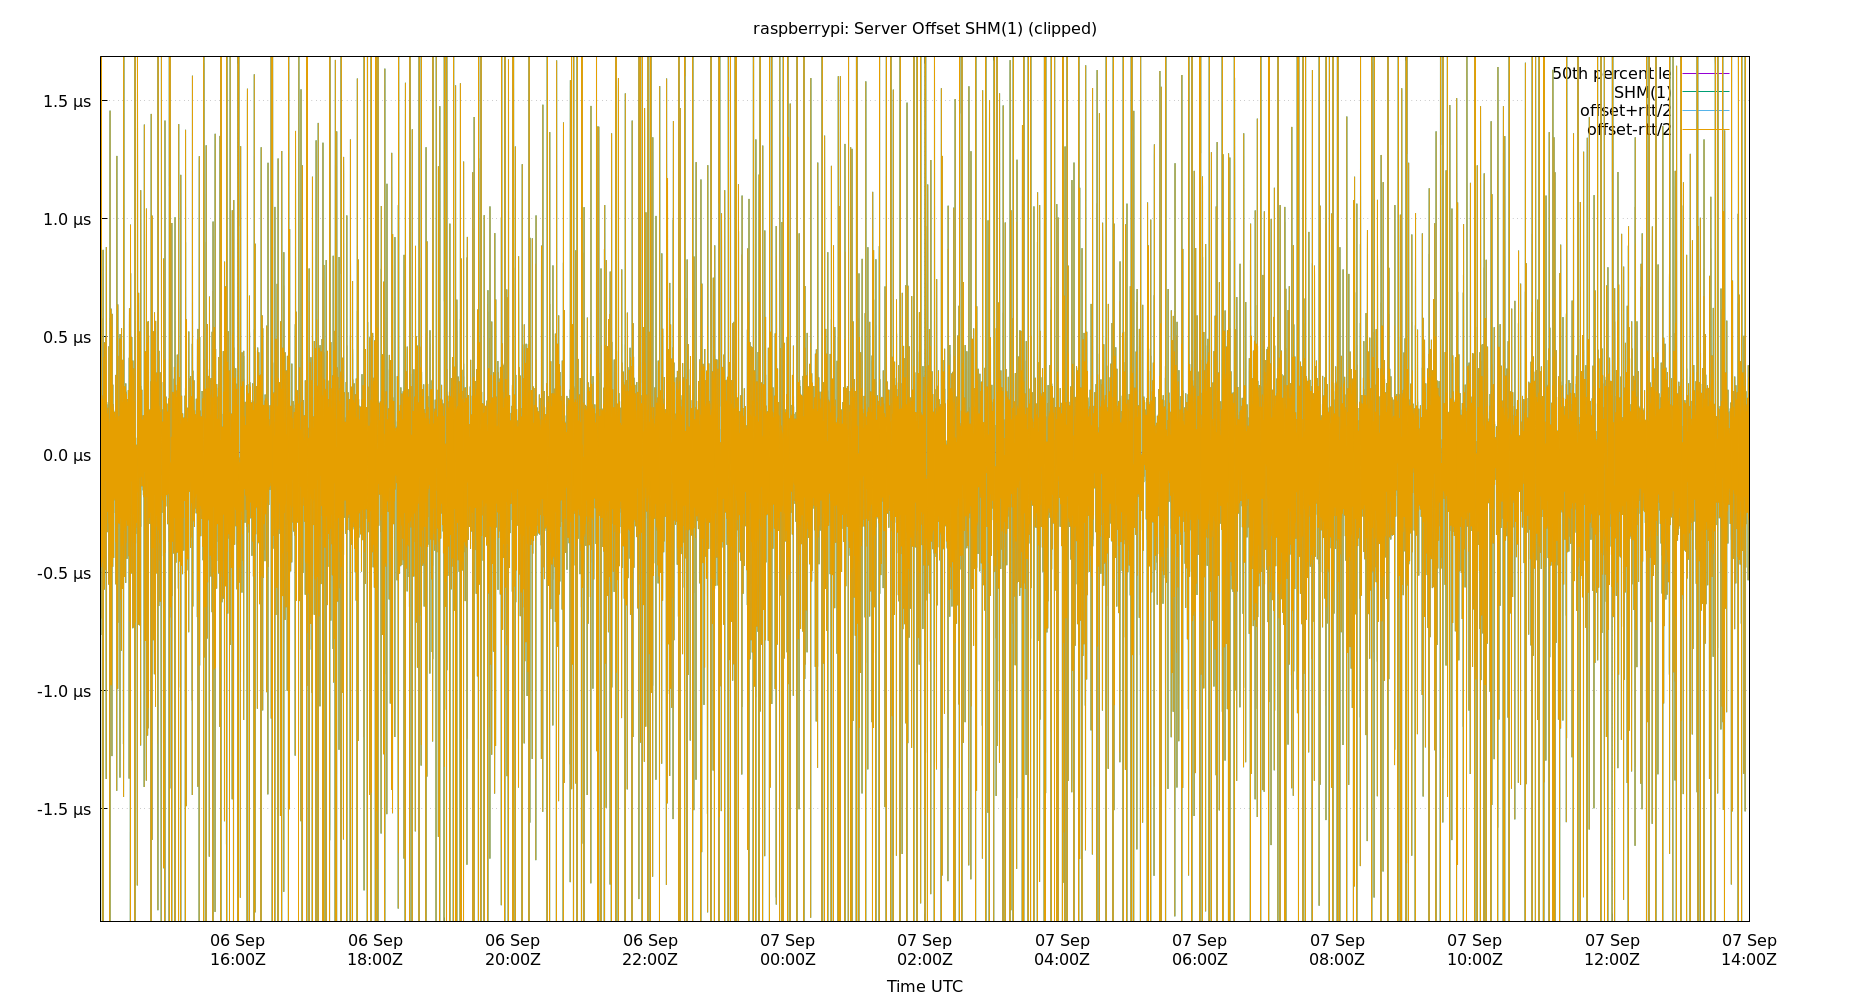 raspberrypi: Server Offset SHM(1) (clipped)
50th percentile
SHM(1)
offset+rtt/2
offset-rtt/2
1.5 µs
1.0 µs
0.5 µs
0.0 µs
-0.5 µs
-1.0 µs
-1.5 µs
06 Sep 06 Sep 06 Sep 06 Sep 07 Sep 07 Sep 07 Sep 07 Sep 07 Sep 07 Sep 07 Sep 07 Sep
16:00Z 18:00Z 20:00Z 22:00Z 00:00Z 02:00Z 04:00Z 06:00Z 08:00Z 10:00Z 12:00Z 14:00Z
Time UTC